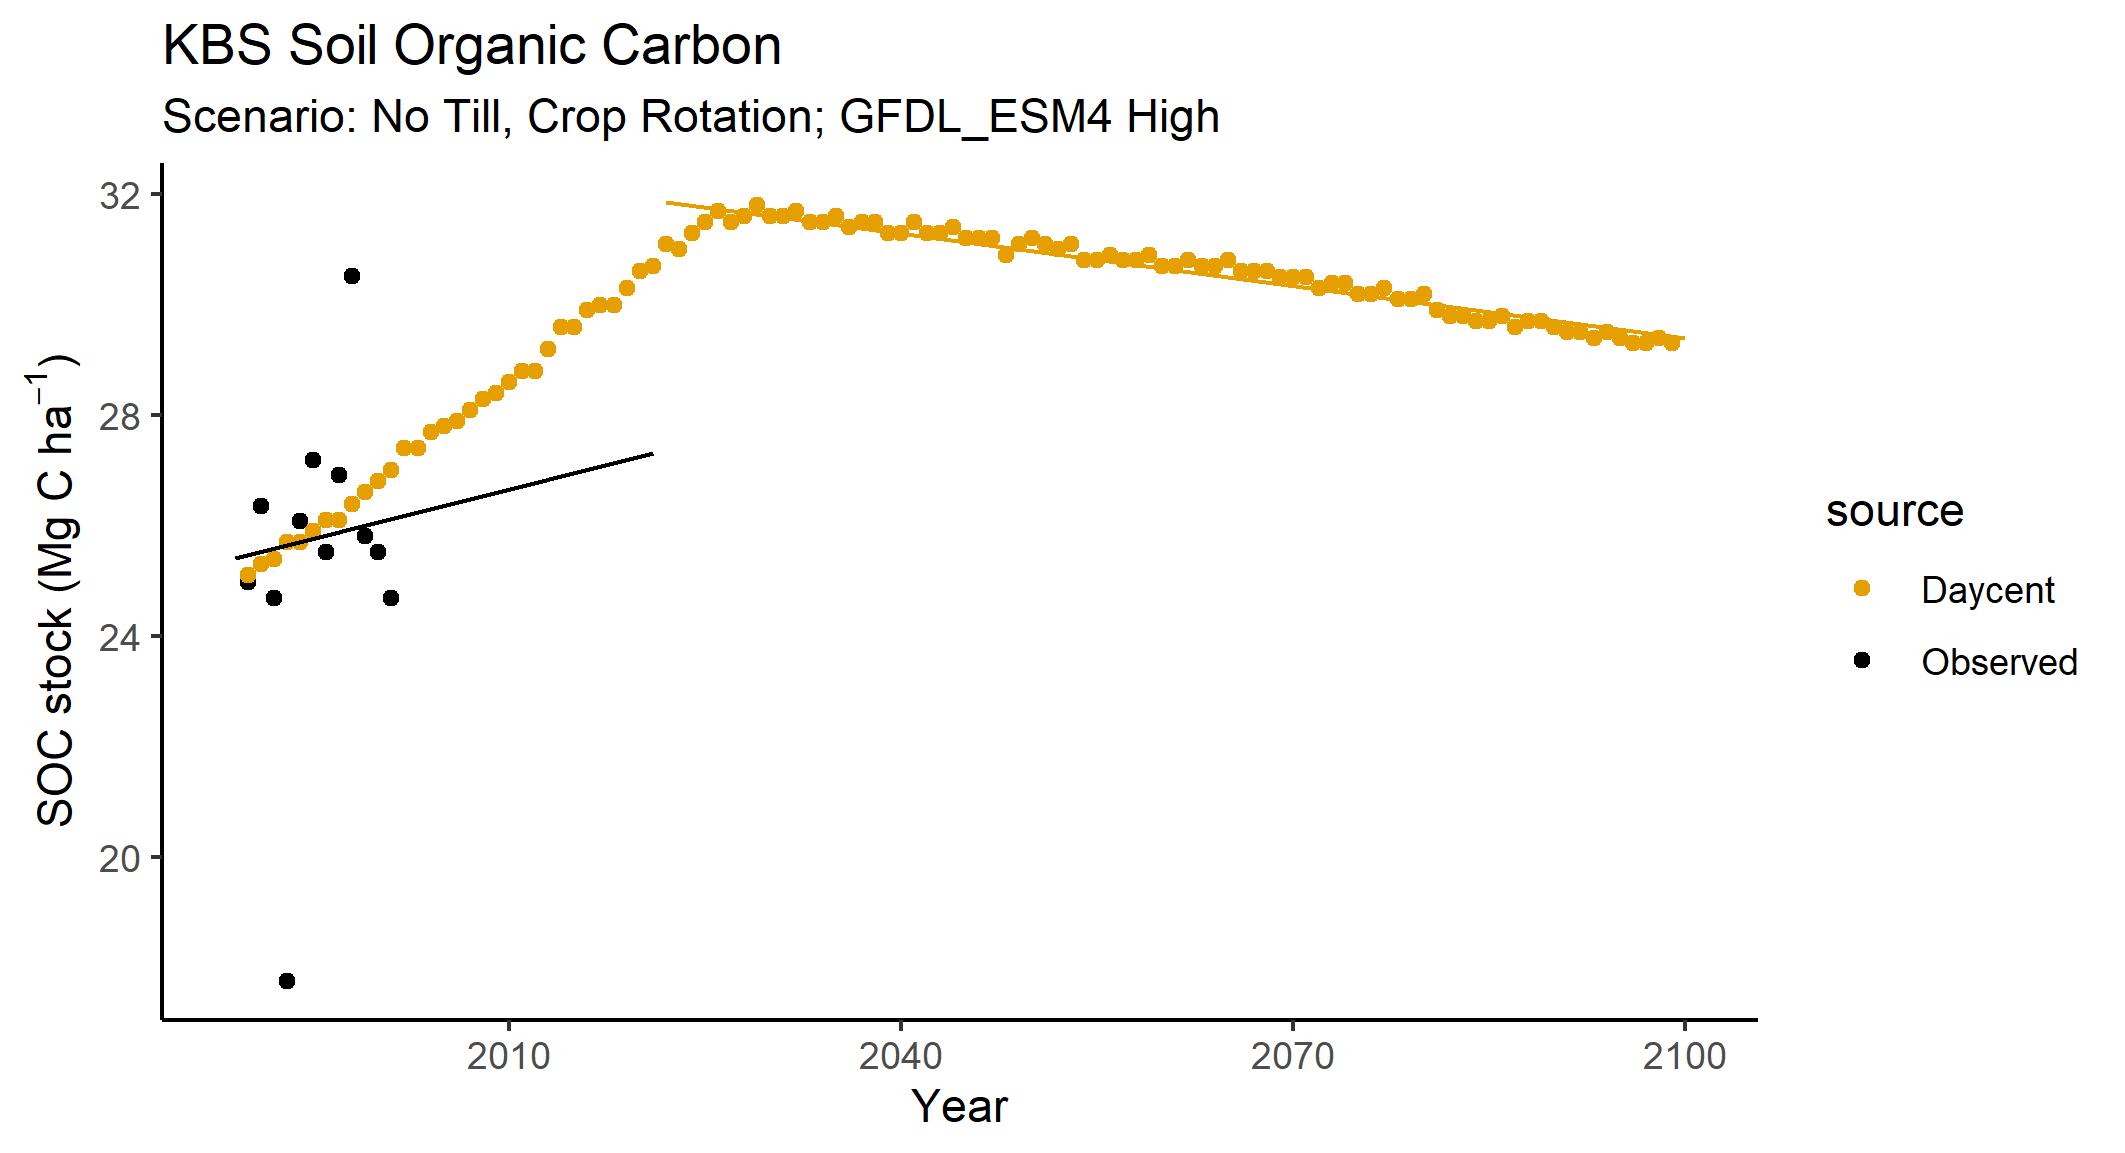 KBS Soil Organic Carbon
Scenario: No Till, Crop Rotation; GFDL_ESM4 High
SOC stock (Mg C ha⁻¹)
32
28
24
20
2010
2040
2070
2100
Year
source
Daycent
Observed